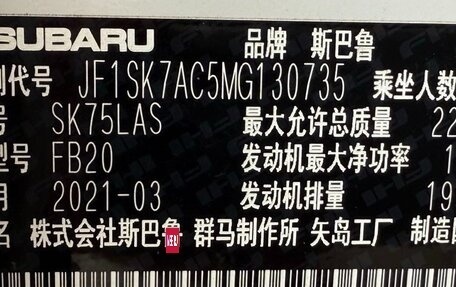 SUBARU 品牌 斯巴鲁
别代号 JF1SK7AC5MG130735 乘坐人数
号 SK75LAS 最大允许总质量 22
型号 FB20 发动机最大净功率 1
月 2021-03 发动机排量 19
名 株式会社斯巴鲁 群马制作所 矢岛工厂 制造国